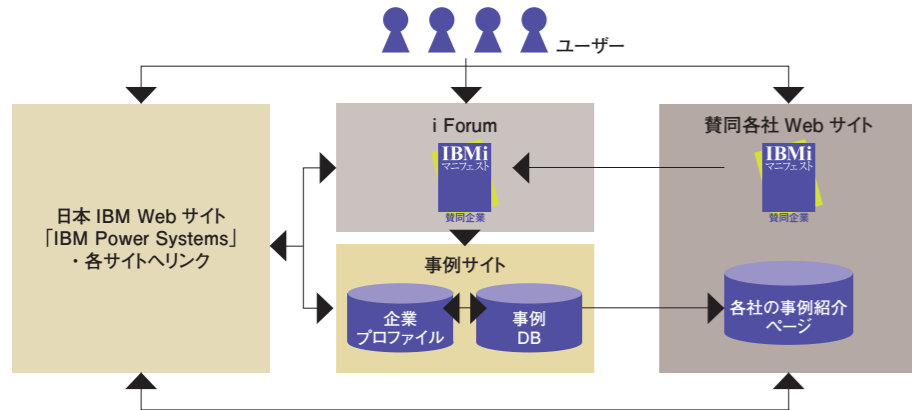 ユーザー
日本 IBM Web サイト
「IBM Power Systems」
・各サイトへリンク
i Forum
IBMi
マニフェスト
賛同企業
事例サイト
企業
プロファイル
事例
DB
賛同各社 Web サイト
IBMi
マニフェスト
賛同企業
各社の事例紹介
ページ